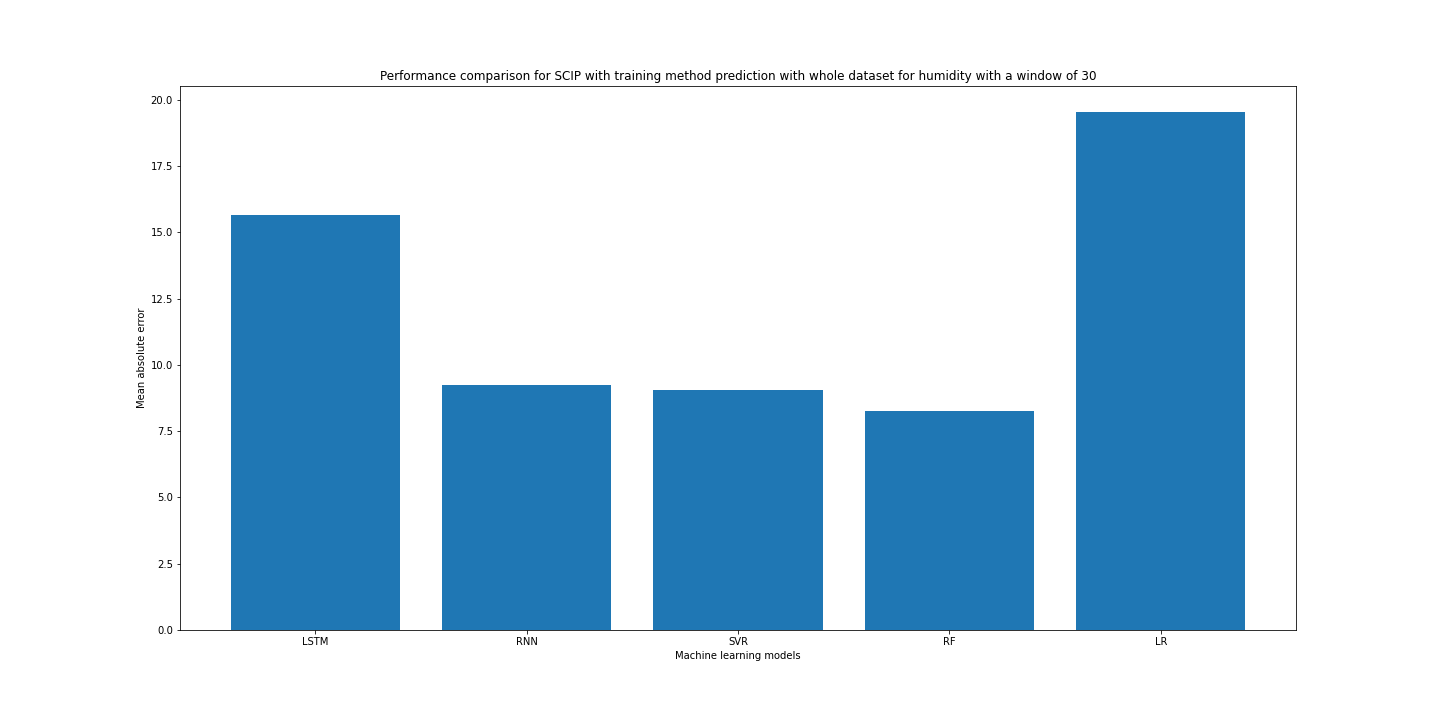 Performance comparison for SCIP with training method prediction with whole dataset for humidity with a window of 30
20.0
17.5
15.0
12.5
10.0
7.5
5.0
2.5
0.0
Mean absolute error
LSTM RNN SVR RF LR
Machine learning models